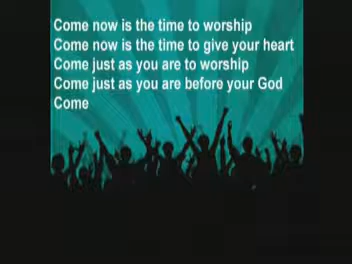 Come now is the time to worship
Come now is the time to give your heart
Come just as you are to worship
Come just as you are before your God
Come